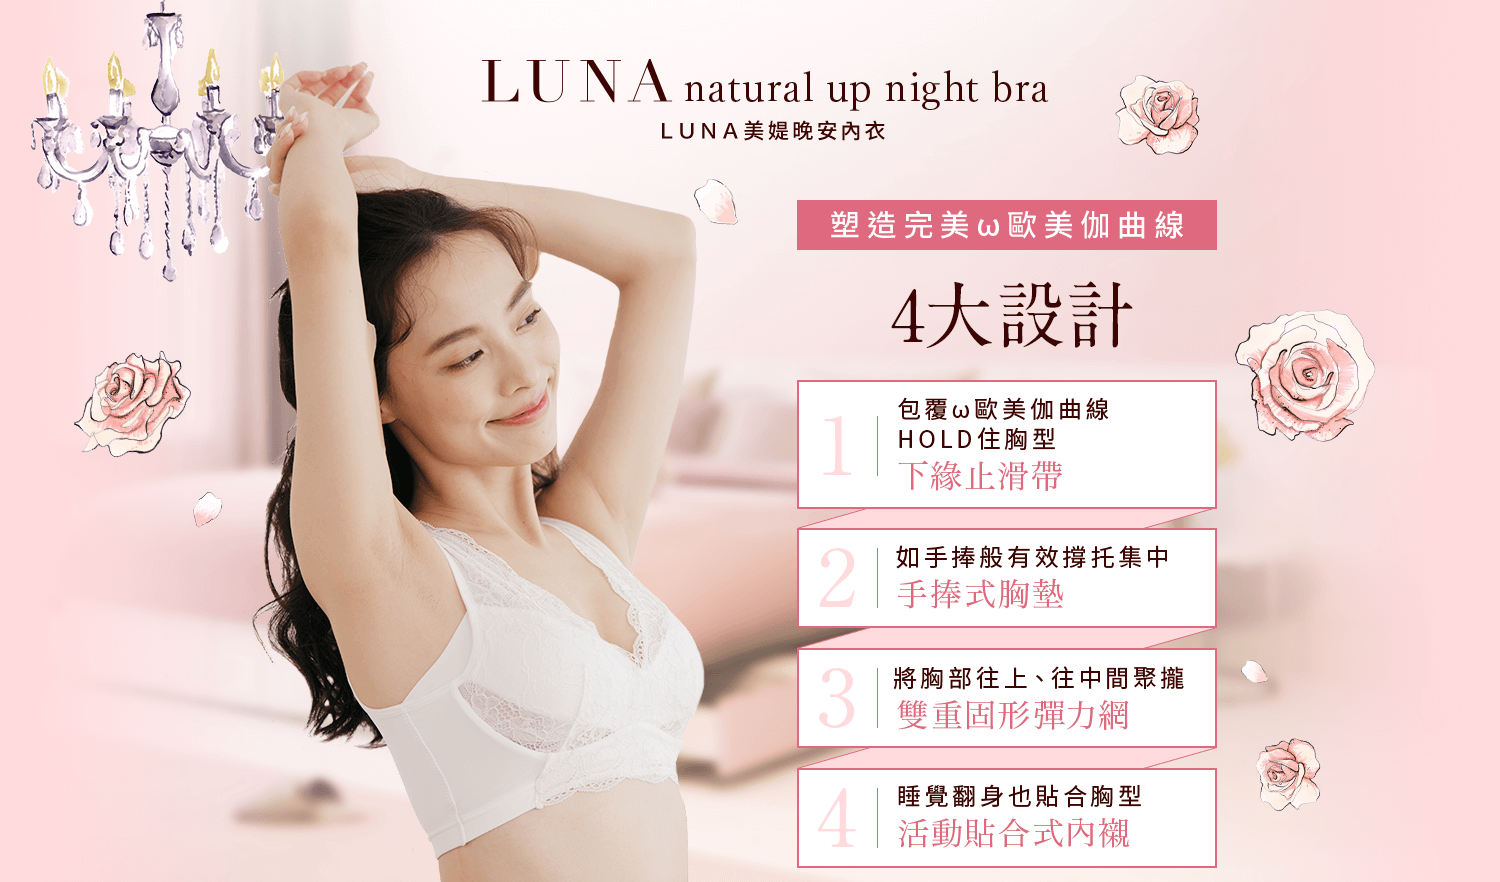 LUNA natural up night bra
LUNA美媞晚安內衣
塑造完美ω歐美伽曲線
4大設計
1
包覆ω歐美伽曲線
HOLD住胸型
下緣止滑帶
2
如手捧般有效撐托集中
手捧式胸墊
3
將胸部往上、往中間聚攏
雙重固形彈力網
4
睡覺翻身也貼合胸型
活動貼合式內襯